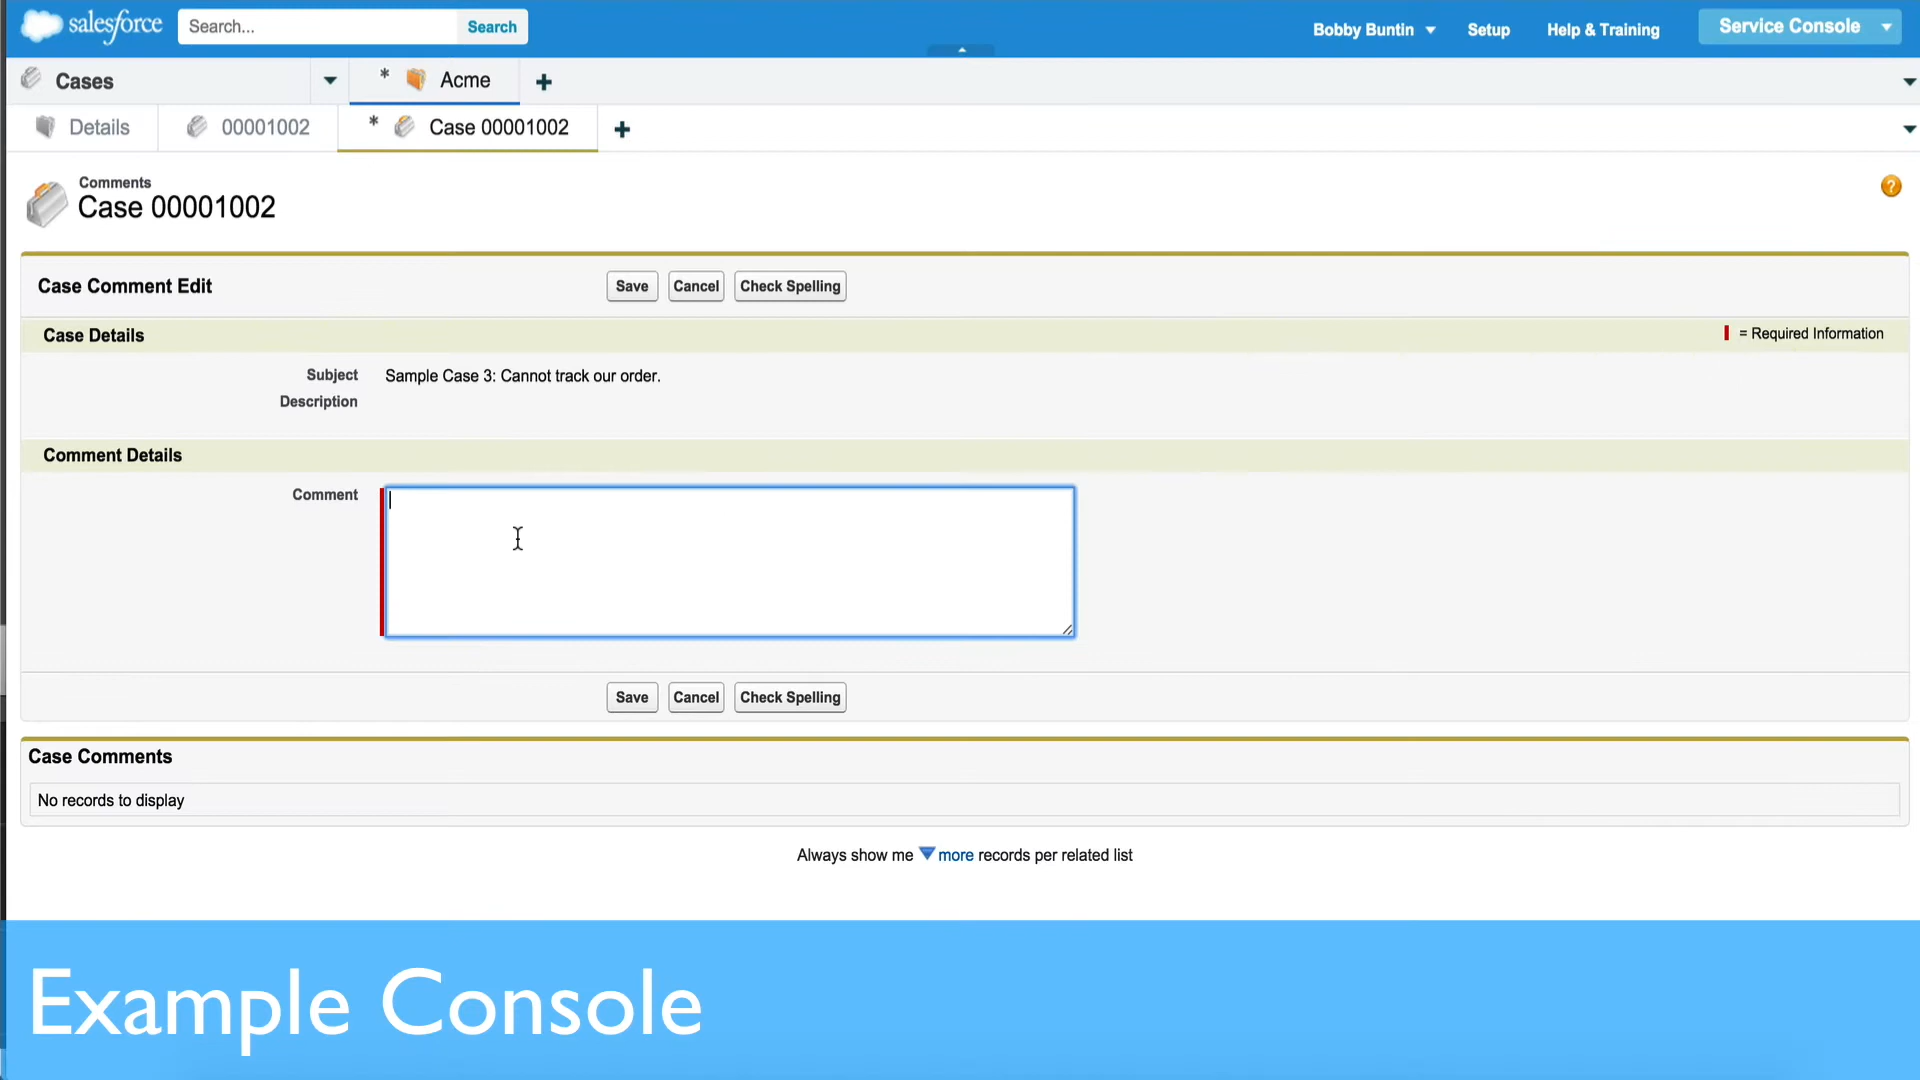 salesforce
Search...
Search
Bobby Buntin
Setup
Help & Training
Service Console
Cases
* Acme
Details
00001002
* Case 00001002
Comments
Case 00001002
?
Case Comment Edit
Save
Cancel
Check Spelling
Case Details
= Required Information
Subject
Sample Case 3: Cannot track our order.
Description
Comment Details
Comment
Save
Cancel
Check Spelling
Case Comments
No records to display
Always show me more records per related list
Example Console